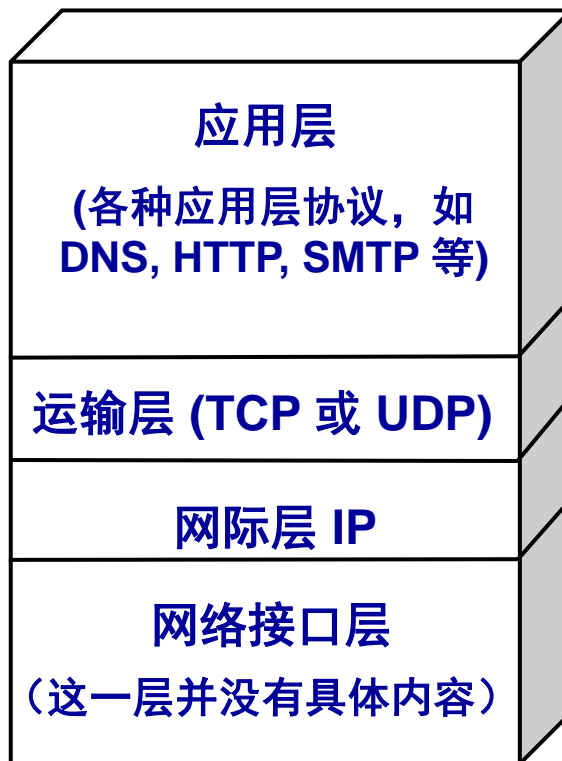 应用层
(各种应用层协议，如
DNS, HTTP, SMTP 等)
运输层 (TCP 或 UDP)
网际层 IP
网络接口层
（这一层并没有具体内容）